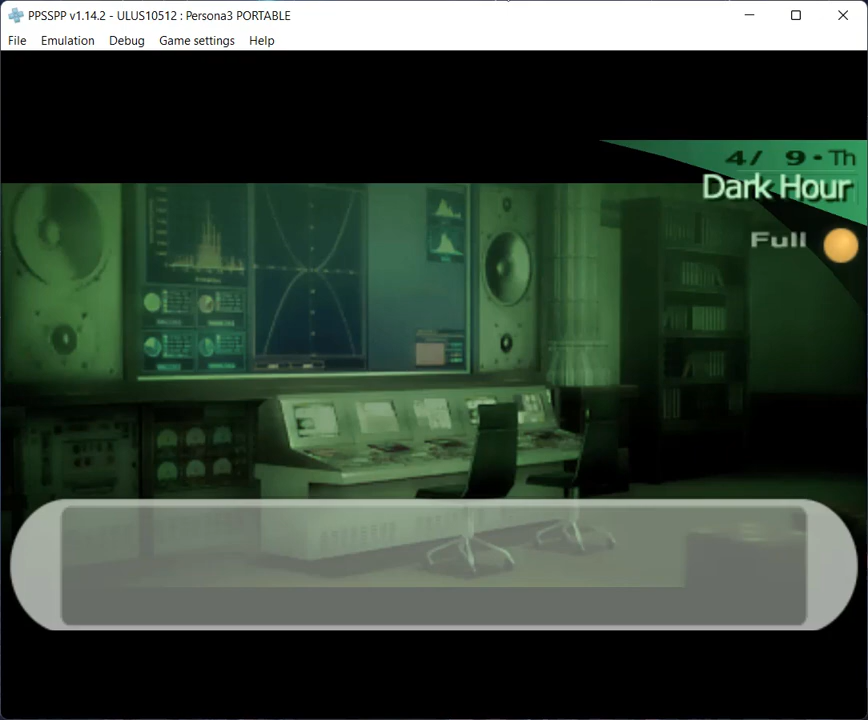 PPSSPP v1.14.2 - ULUS10512 : Persona3 PORTABLE
File Emulation Debug Game settings Help
4/ 9 • Th
Dark Hour
Full